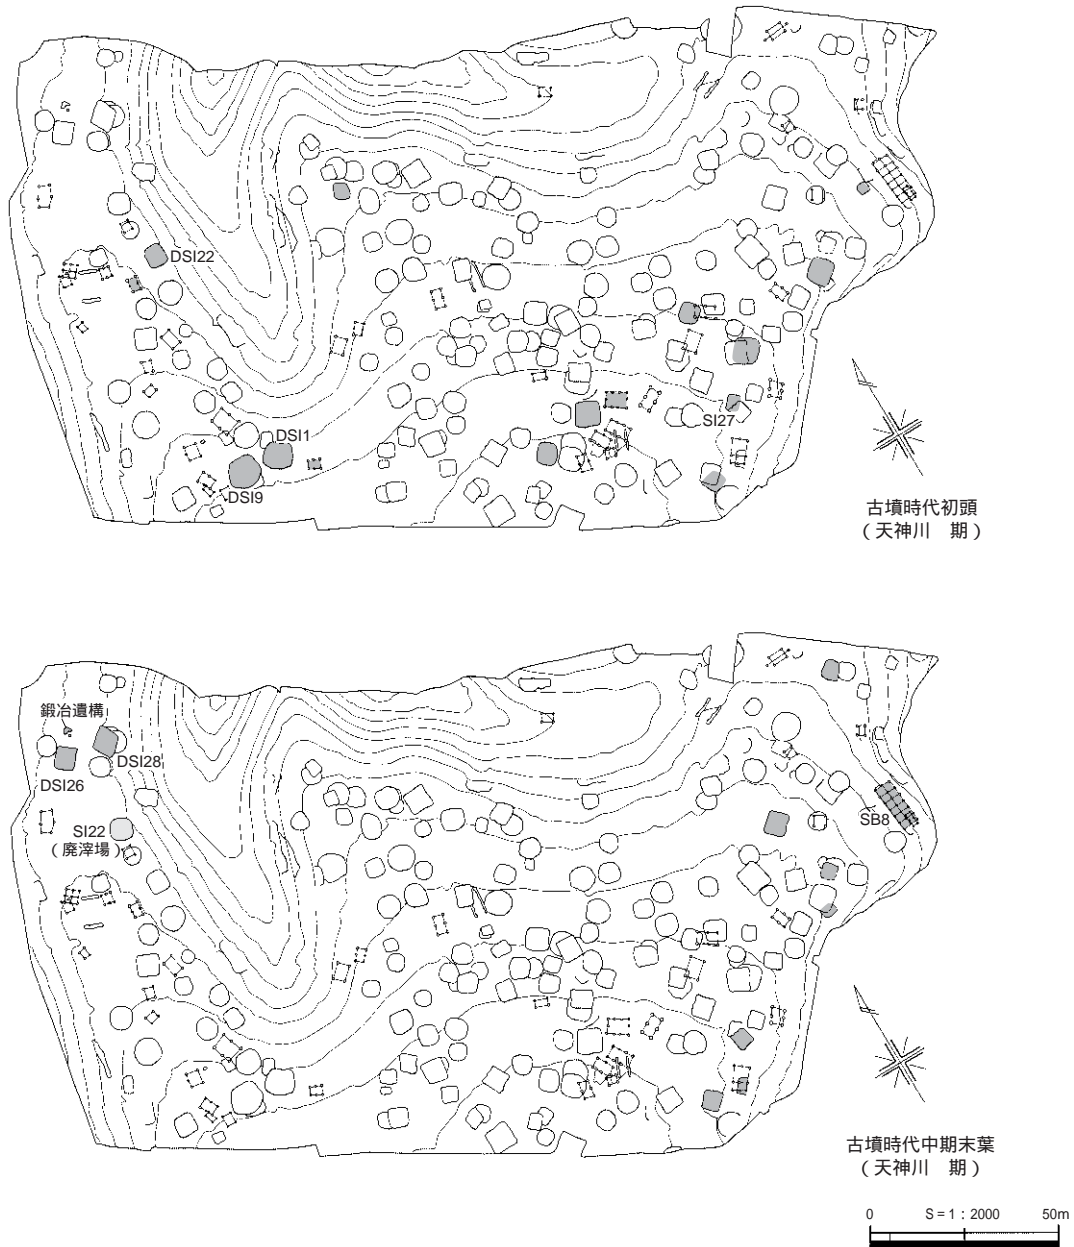 DSI22
DSI1
DSI9
SI27
古墳時代初頭
（天神川　期）
鍛冶遺構
DSI28
DSI26
SI22
（廃滓場）
SB8
古墳時代中期末葉
（天神川　期）
0 S = 1 : 2000 50m